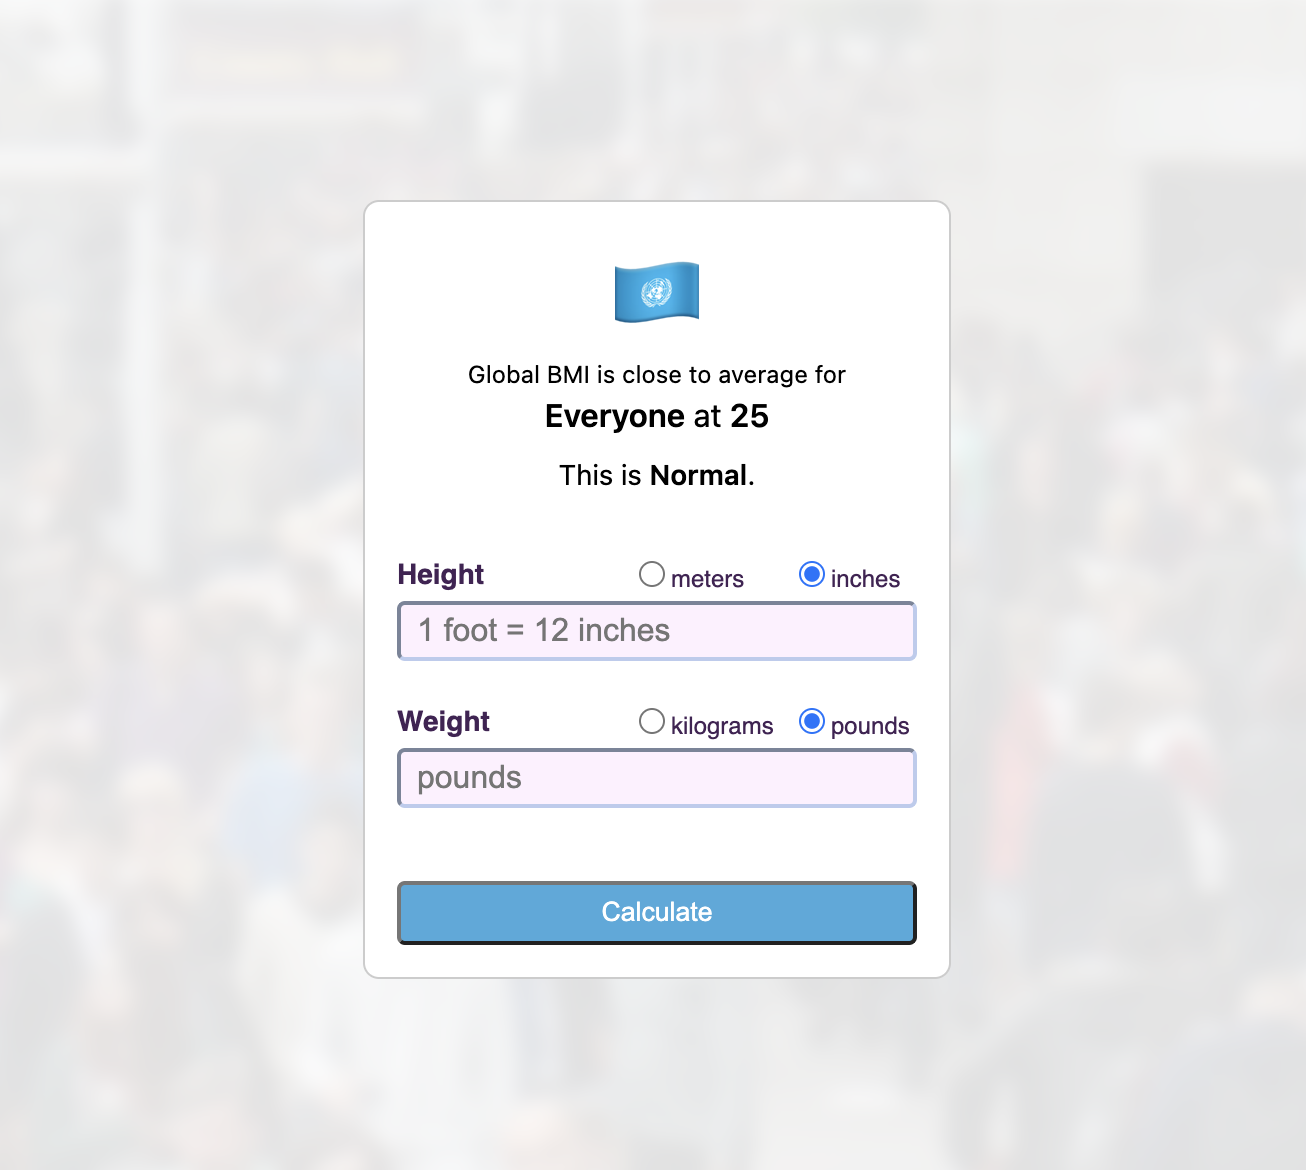 Global BMI is close to average for
Everyone at 25
This is Normal.
Height meters inches
1 foot = 12 inches
Weight kilograms pounds
pounds
Calculate